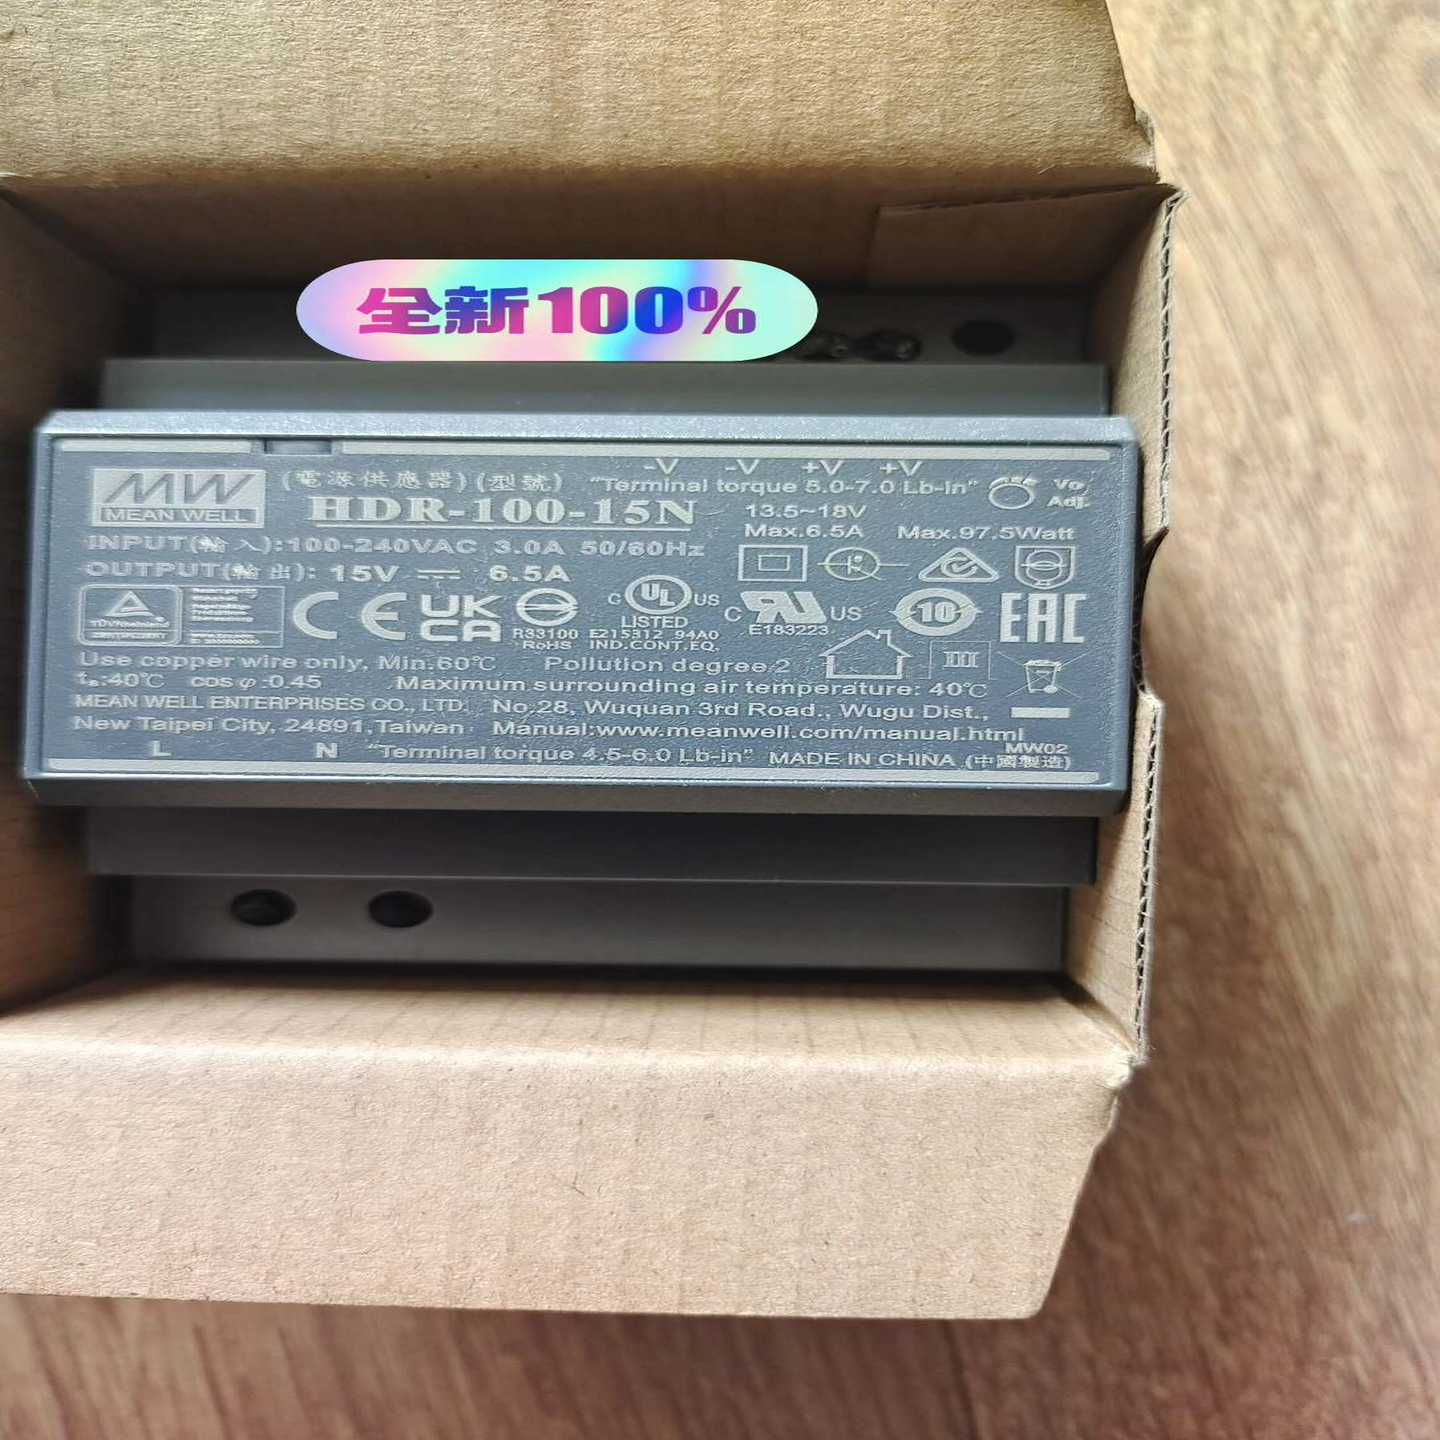 全新100%
-V -V +V +V
MW (電源供應器)(型號) "Terminal torque 5.0-7.0 Lb-in" Vo
MEAN WELL HDR-100-15N 13.5~18V Adj.
Max.6.5A Max.97.5Watt
INPUT(輸入):100-240VAC 3.0A 50/60Hz
OUTPUT(輸出): 15V 6.5A
TÜVRheinland CE UK CA R33100 RoHS C UL US LISTED E215312 94A0 IND.CONT.EQ. C RU US E183223 10 EAC
Use copper wire only, Min.60℃ Pollution degree 2 III
ta:40℃ cos φ:0.45 Maximum surrounding air temperature: 40℃
MEAN WELL ENTERPRISES CO., LTD. No.28, Wuquan 3rd Road., Wugu Dist.,
New Taipei City, 24891,Taiwan Manual:www.meanwell.com/manual.html
MW02
L N "Terminal torque 4.5-6.0 Lb-in" MADE IN CHINA (中國製造)